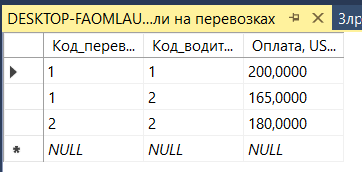 DESKTOP-FAOMLAU...ли на перевозках Злр
Код_перев... Код_водит... Оплата, US...
1 1 200,0000
1 2 165,0000
2 2 180,0000
NULL NULL NULL